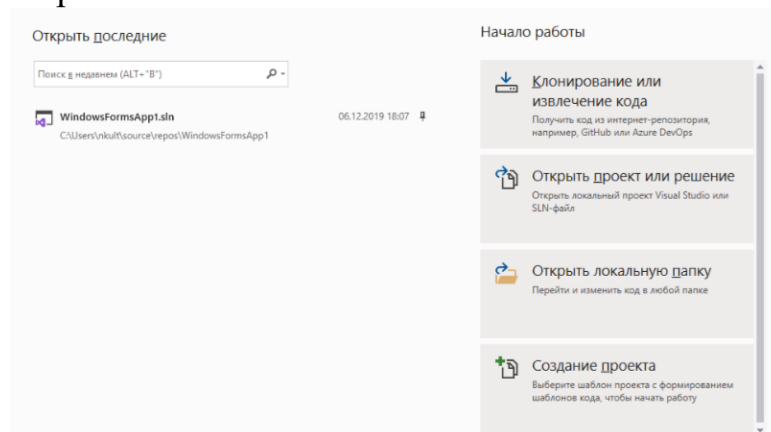 Открыть последние
Поиск в недавнем (ALT+"В")
WindowsFormsApp1.sln
06.12.2019 18:07
C:\Users\nkult\source\repos\WindowsFormsApp1
Начало работы
Клонирование или
извлечение кода
Получить код из интернет-репозитория,
например, GitHub или Azure DevOps
Открыть проект или решение
Открыть локальный проект Visual Studio или
SLN-файл
Открыть локальную папку
Перейти и изменить код в любой папке
Создание проекта
Выберите шаблон проекта с формированием
шаблонов кода, чтобы начать работу